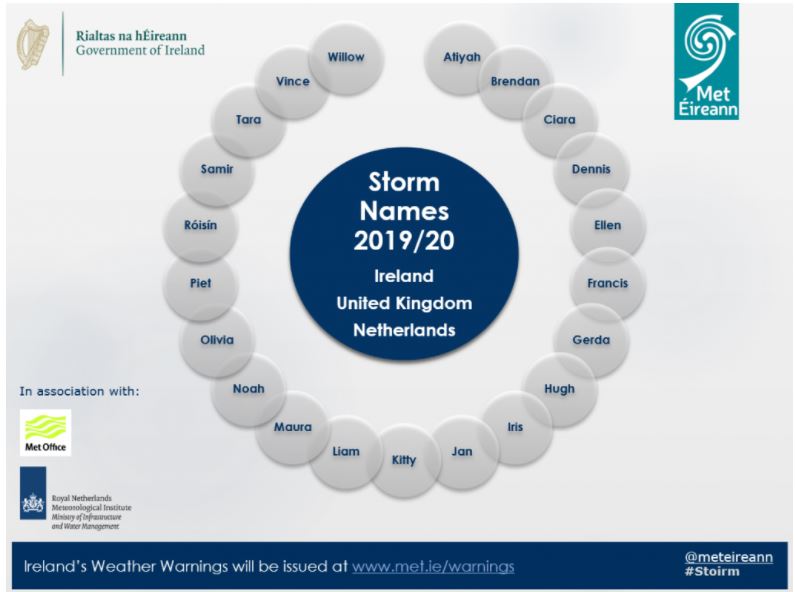 Rialtas na hÉireann
Government of Ireland
Met
Éireann
Atiyah
Brendan
Ciara
Dennis
Ellen
Francis
Gerda
Hugh
Iris
Jan
Kitty
Liam
Maura
Noah
Olivia
Piet
Róisín
Samir
Tara
Vince
Willow
Storm
Names
2019/20
Ireland
United Kingdom
Netherlands
In association with:
Met Office
Royal Netherlands
Meteorological Institute
Ministry of Infrastructure
and Water Management
Ireland's Weather Warnings will be issued at www.met.ie/warnings
@meteireann
#Stoirm